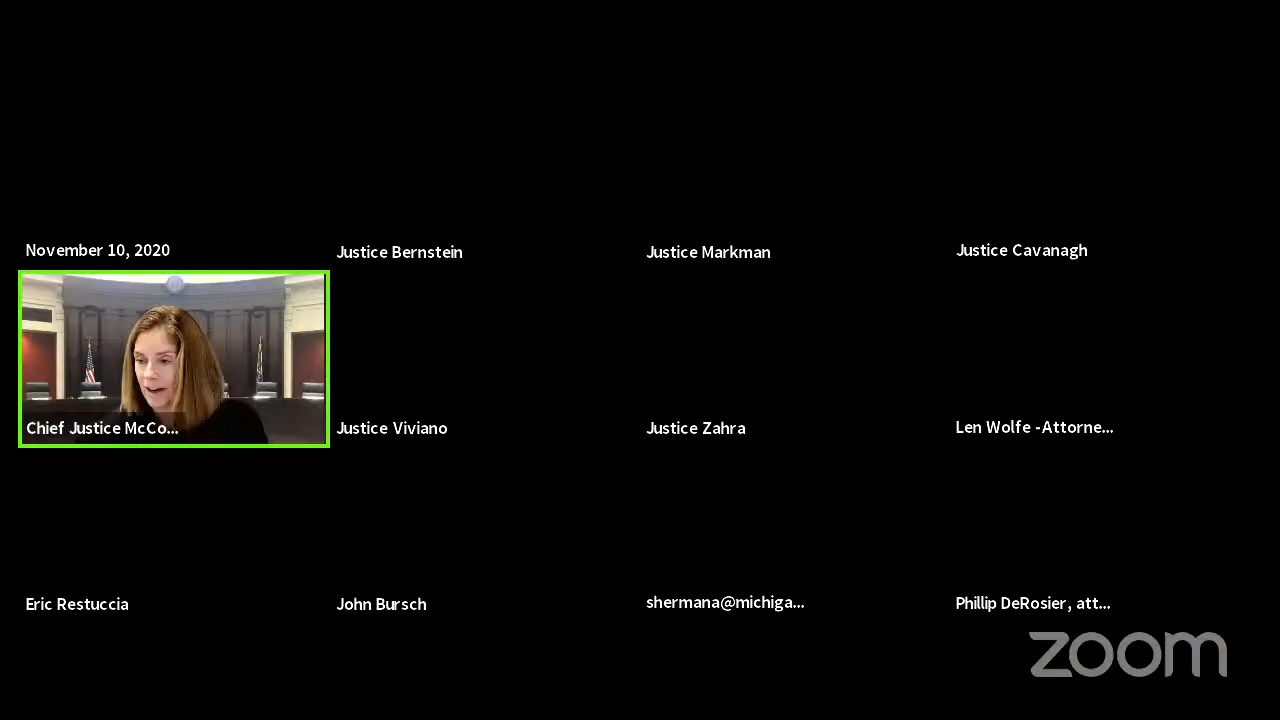 November 10, 2020
Justice Bernstein
Justice Markman
Justice Cavanagh
Chief Justice McCo...
Justice Viviano
Justice Zahra
Len Wolfe -Attorne...
Eric Restuccia
John Bursch
shermana@michiga...
Phillip DeRosier, att...
zoom